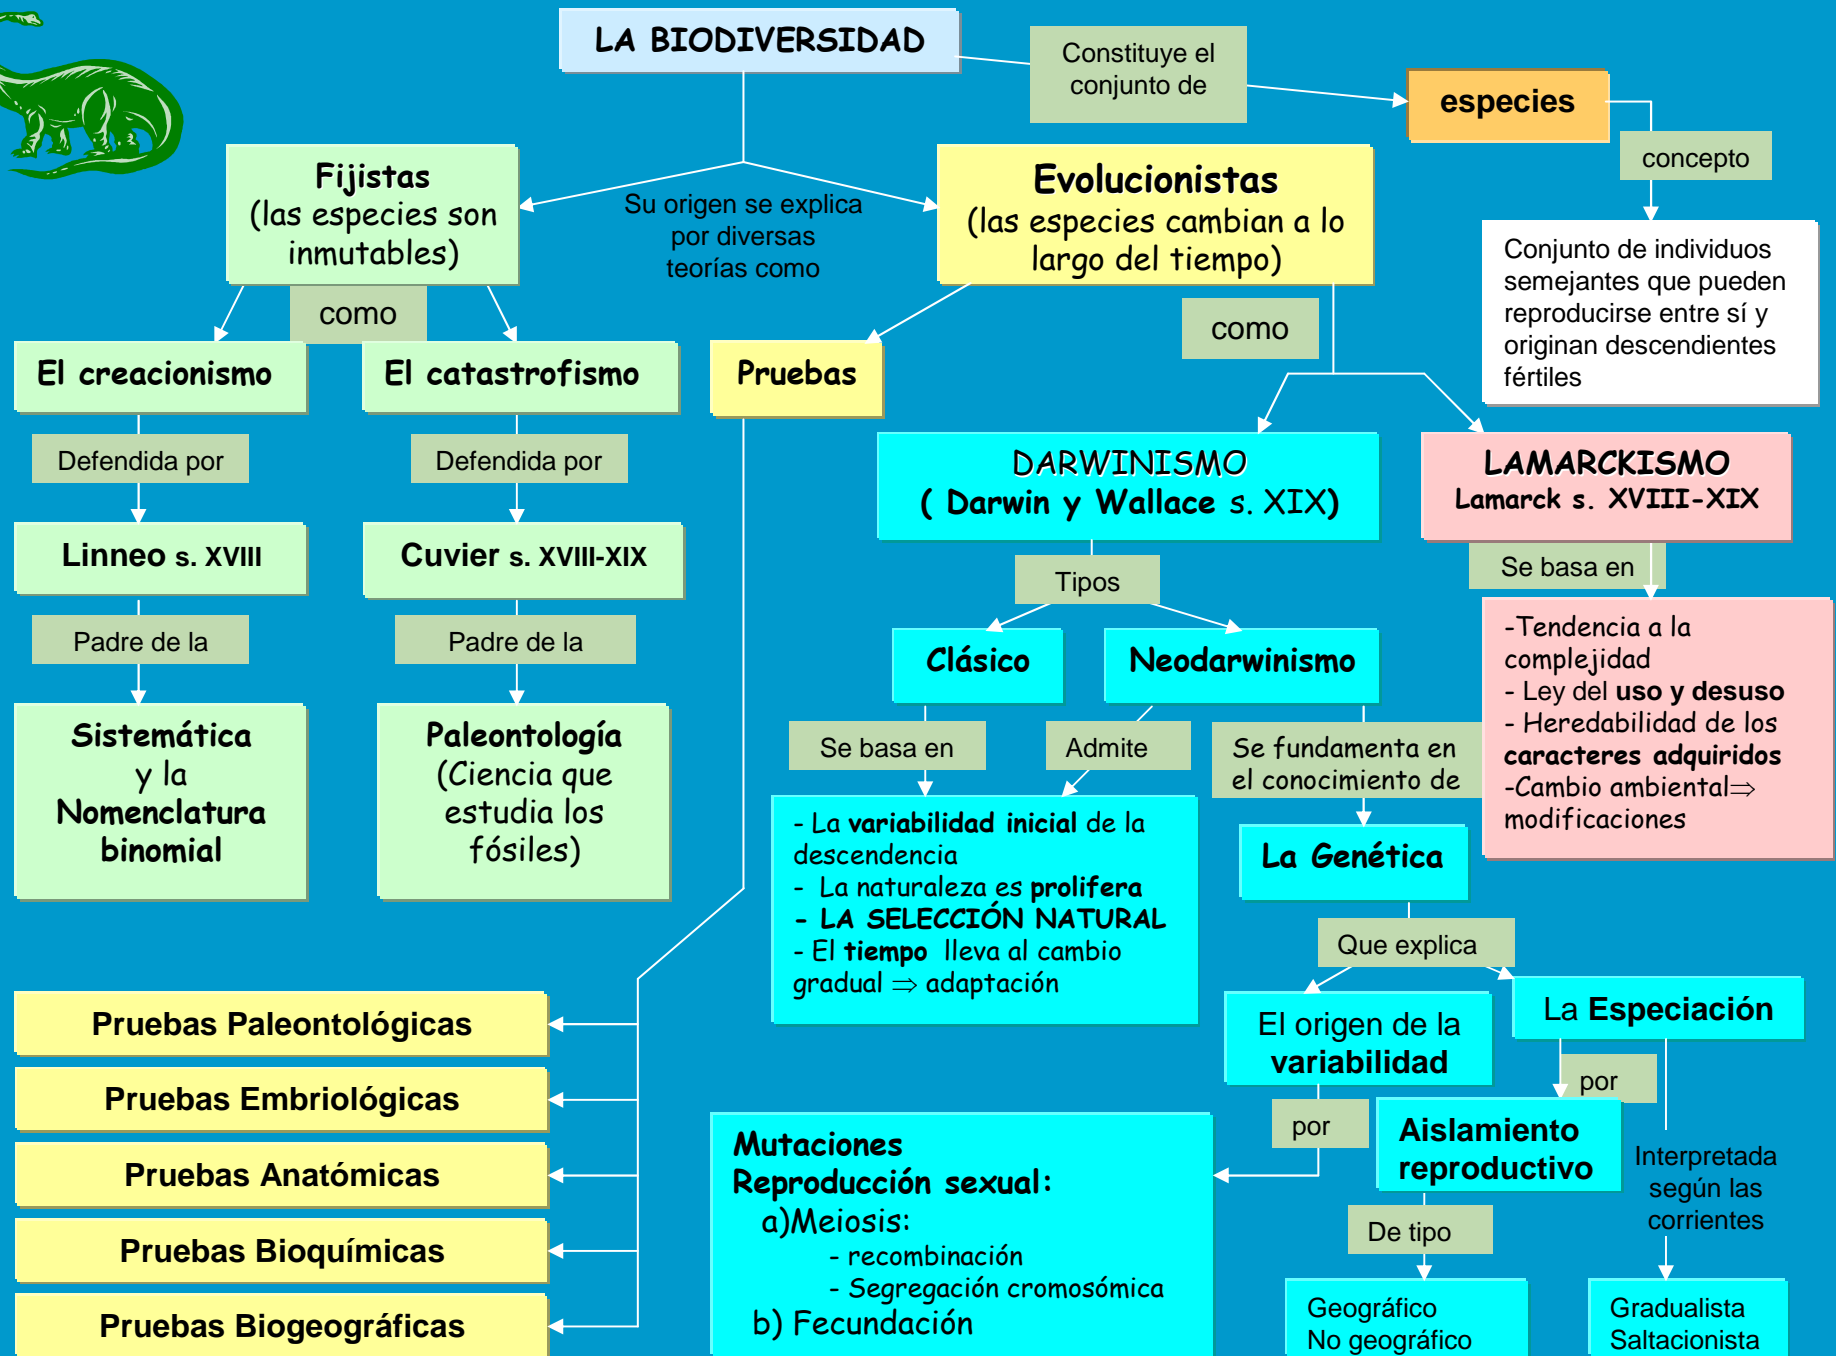 LA BIODIVERSIDAD
Constituye el
conjunto de
especies
concepto
Conjunto de individuos
semejantes que pueden
reproducirse entre sí y
originan descendientes
fértiles
Su origen se explica
por diversas
teorías como
Fijistas
(las especies son
inmutables)
como
El creacionismo
Defendida por
Linneo s. XVIII
Padre de la
Sistemática
y la
Nomenclatura
binomial
El catastrofismo
Defendida por
Cuvier s. XVIII-XIX
Padre de la
Paleontología
(Ciencia que
estudia los
fósiles)
Evolucionistas
(las especies cambian a lo
largo del tiempo)
Pruebas
Pruebas Paleontológicas
Pruebas Embriológicas
Pruebas Anatómicas
Pruebas Bioquímicas
Pruebas Biogeográficas
como
DARWINISMO
( Darwin y Wallace s. XIX)
Tipos
Clásico
Neodarwinismo
Se basa en
Admite
- La variabilidad inicial de la
descendencia
- La naturaleza es prolifera
- LA SELECCIÓN NATURAL
- El tiempo lleva al cambio
gradual ⇒ adaptación
Se fundamenta en
el conocimiento de
La Genética
Que explica
El origen de la
variabilidad
por
Mutaciones
Reproducción sexual:
a)Meiosis:
- recombinación
- Segregación cromosómica
b) Fecundación
La Especiación
por
Aislamiento
reproductivo
De tipo
Geográfico
No geográfico
Interpretada
según las
corrientes
Gradualista
Saltacionista
LAMARCKISMO
Lamarck s. XVIII-XIX
Se basa en
-Tendencia a la
complejidad
- Ley del uso y desuso
- Heredabilidad de los
caracteres adquiridos
-Cambio ambiental⇒
modificaciones